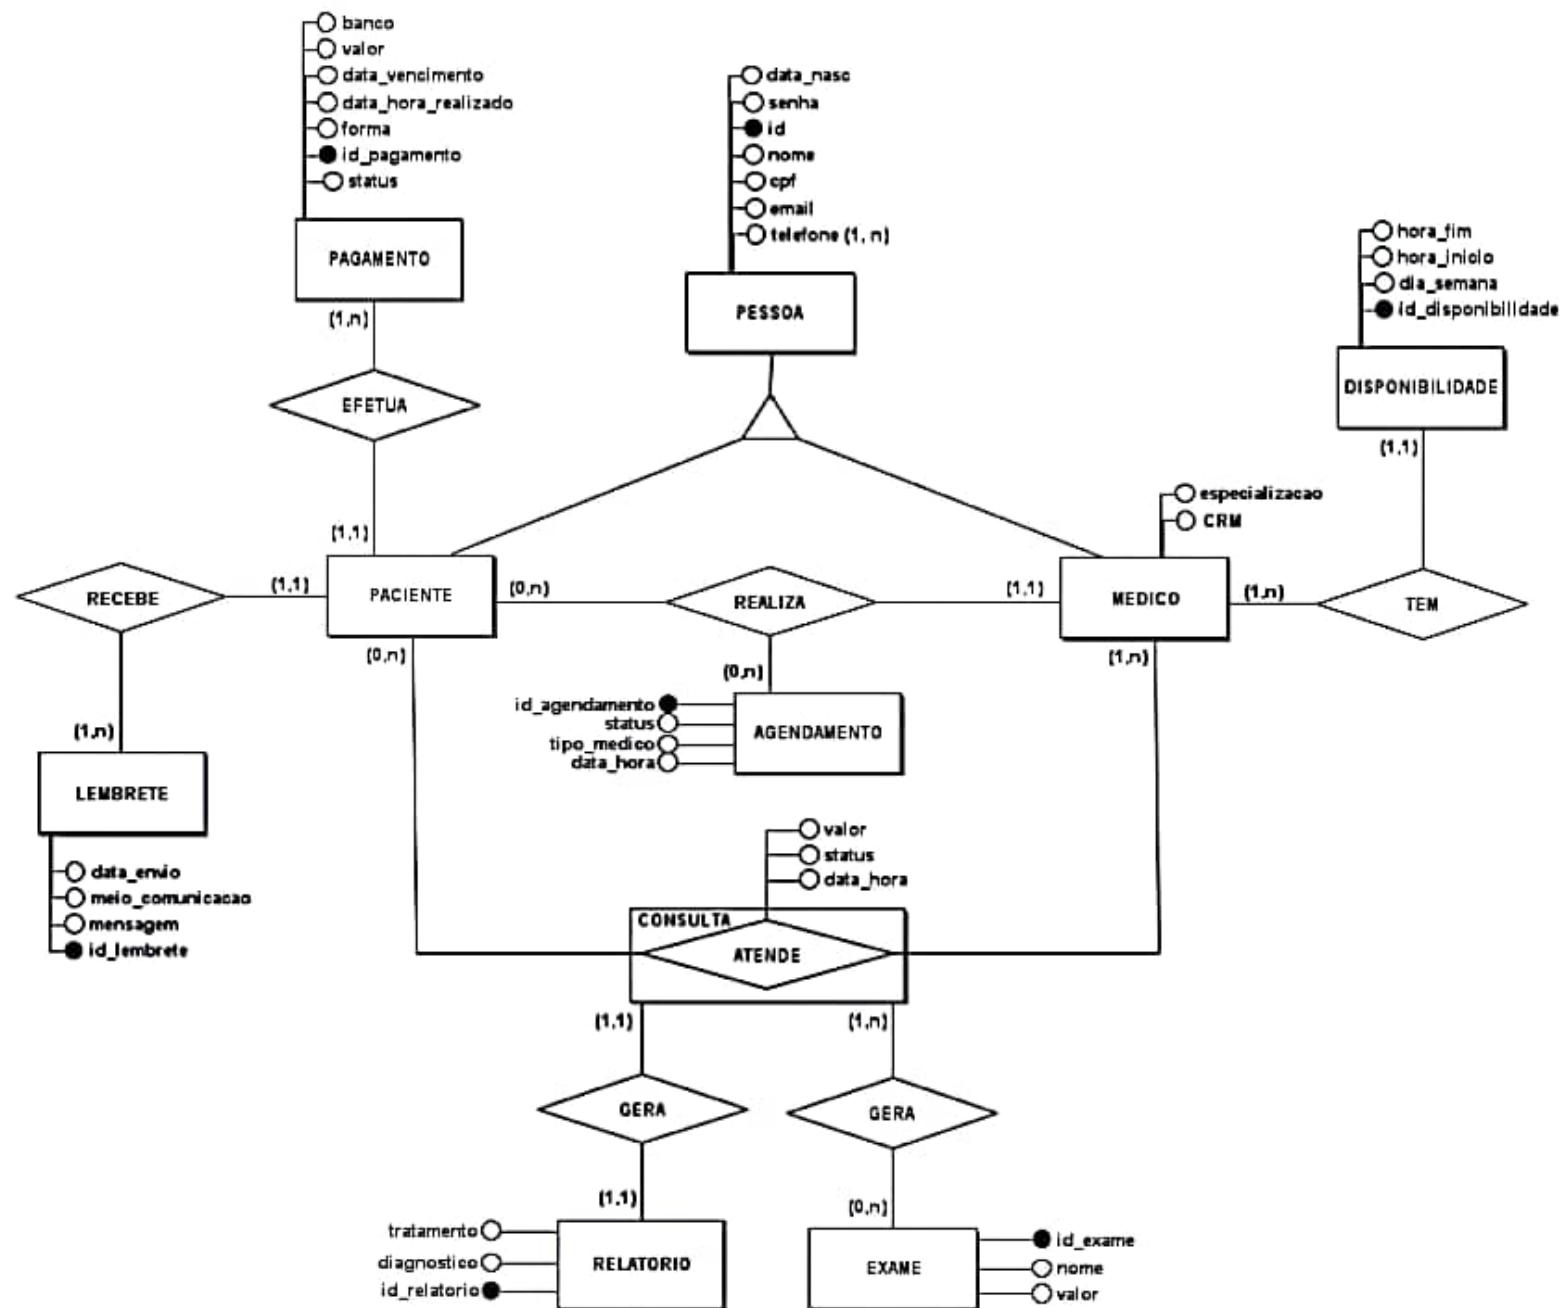 banco
valor
data_vencimento
data_hora_realizado
forma
id_pagamento
status
PAGAMENTO
(1,n)
EFETUA
(1,1)
data_nasc
senha
id
nome
cpf
email
telefone (1, n)
PESSOA
hora_fim
hora_inicio
dia_semana
id_disponibilidade
DISPONIBILIDADE
(1,1)
especializacao
CRM
RECEBE
(1,1)
PACIENTE
(0,n)
REALIZA
(1,1)
MEDICO
(1,n)
TEM
(0,n)
(0,n)
(1,n)
id_agendamento
status
tipo_medico
data_hora
AGENDAMENTO
(1,n)
LEMBRETE
data_envio
meio_comunicacao
mensagem
id_lembrete
valor
status
data_hora
CONSULTA
ATENDE
(1,1)
(1,n)
GERA
GERA
(1,1)
(0,n)
tratamento
diagnostico
id_relatorio
RELATORIO
EXAME
id_exame
nome
valor